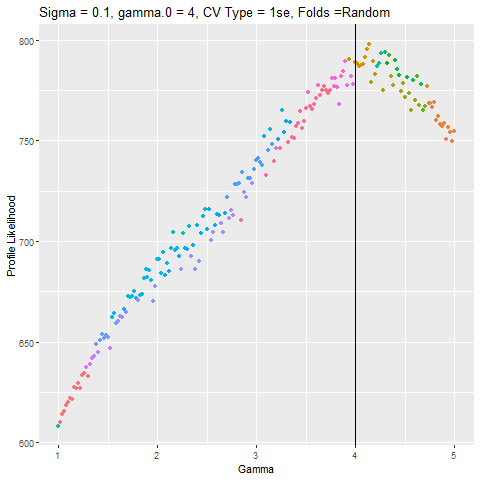 Sigma = 0.1, gamma.0 = 4, CV Type = 1se, Folds =Random
800
750
700
650
600
Profile Likelihood
1 2 3 4 5
Gamma